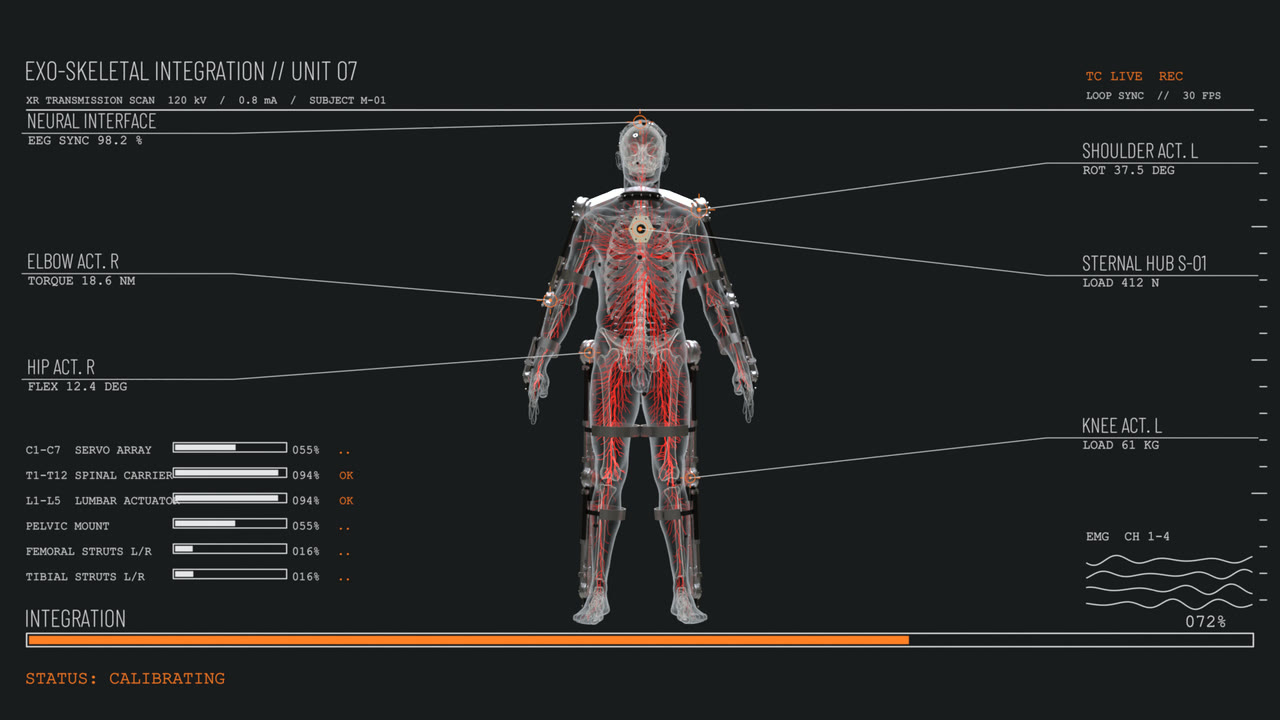 EXO-SKELETAL INTEGRATION // UNIT 07
TC LIVE REC
XR TRANSMISSION SCAN 120 kV / 0.8 mA / SUBJECT M-01
LOOP SYNC // 30 FPS
NEURAL INTERFACE
EEG SYNC 98.2 %
SHOULDER ACT. L
ROT 37.5 DEG
ELBOW ACT. R
TORQUE 18.6 NM
STERNAL HUB S-01
LOAD 412 N
HIP ACT. R
FLEX 12.4 DEG
KNEE ACT. L
LOAD 61 KG
C1-C7 SERVO ARRAY 055% ..
T1-T12 SPINAL CARRIER 094% OK
L1-L5 LUMBAR ACTUATOR 094% OK
PELVIC MOUNT 055% ..
FEMORAL STRUTS L/R 016% ..
TIBIAL STRUTS L/R 016% ..
EMG CH 1-4
INTEGRATION
072%
STATUS: CALIBRATING